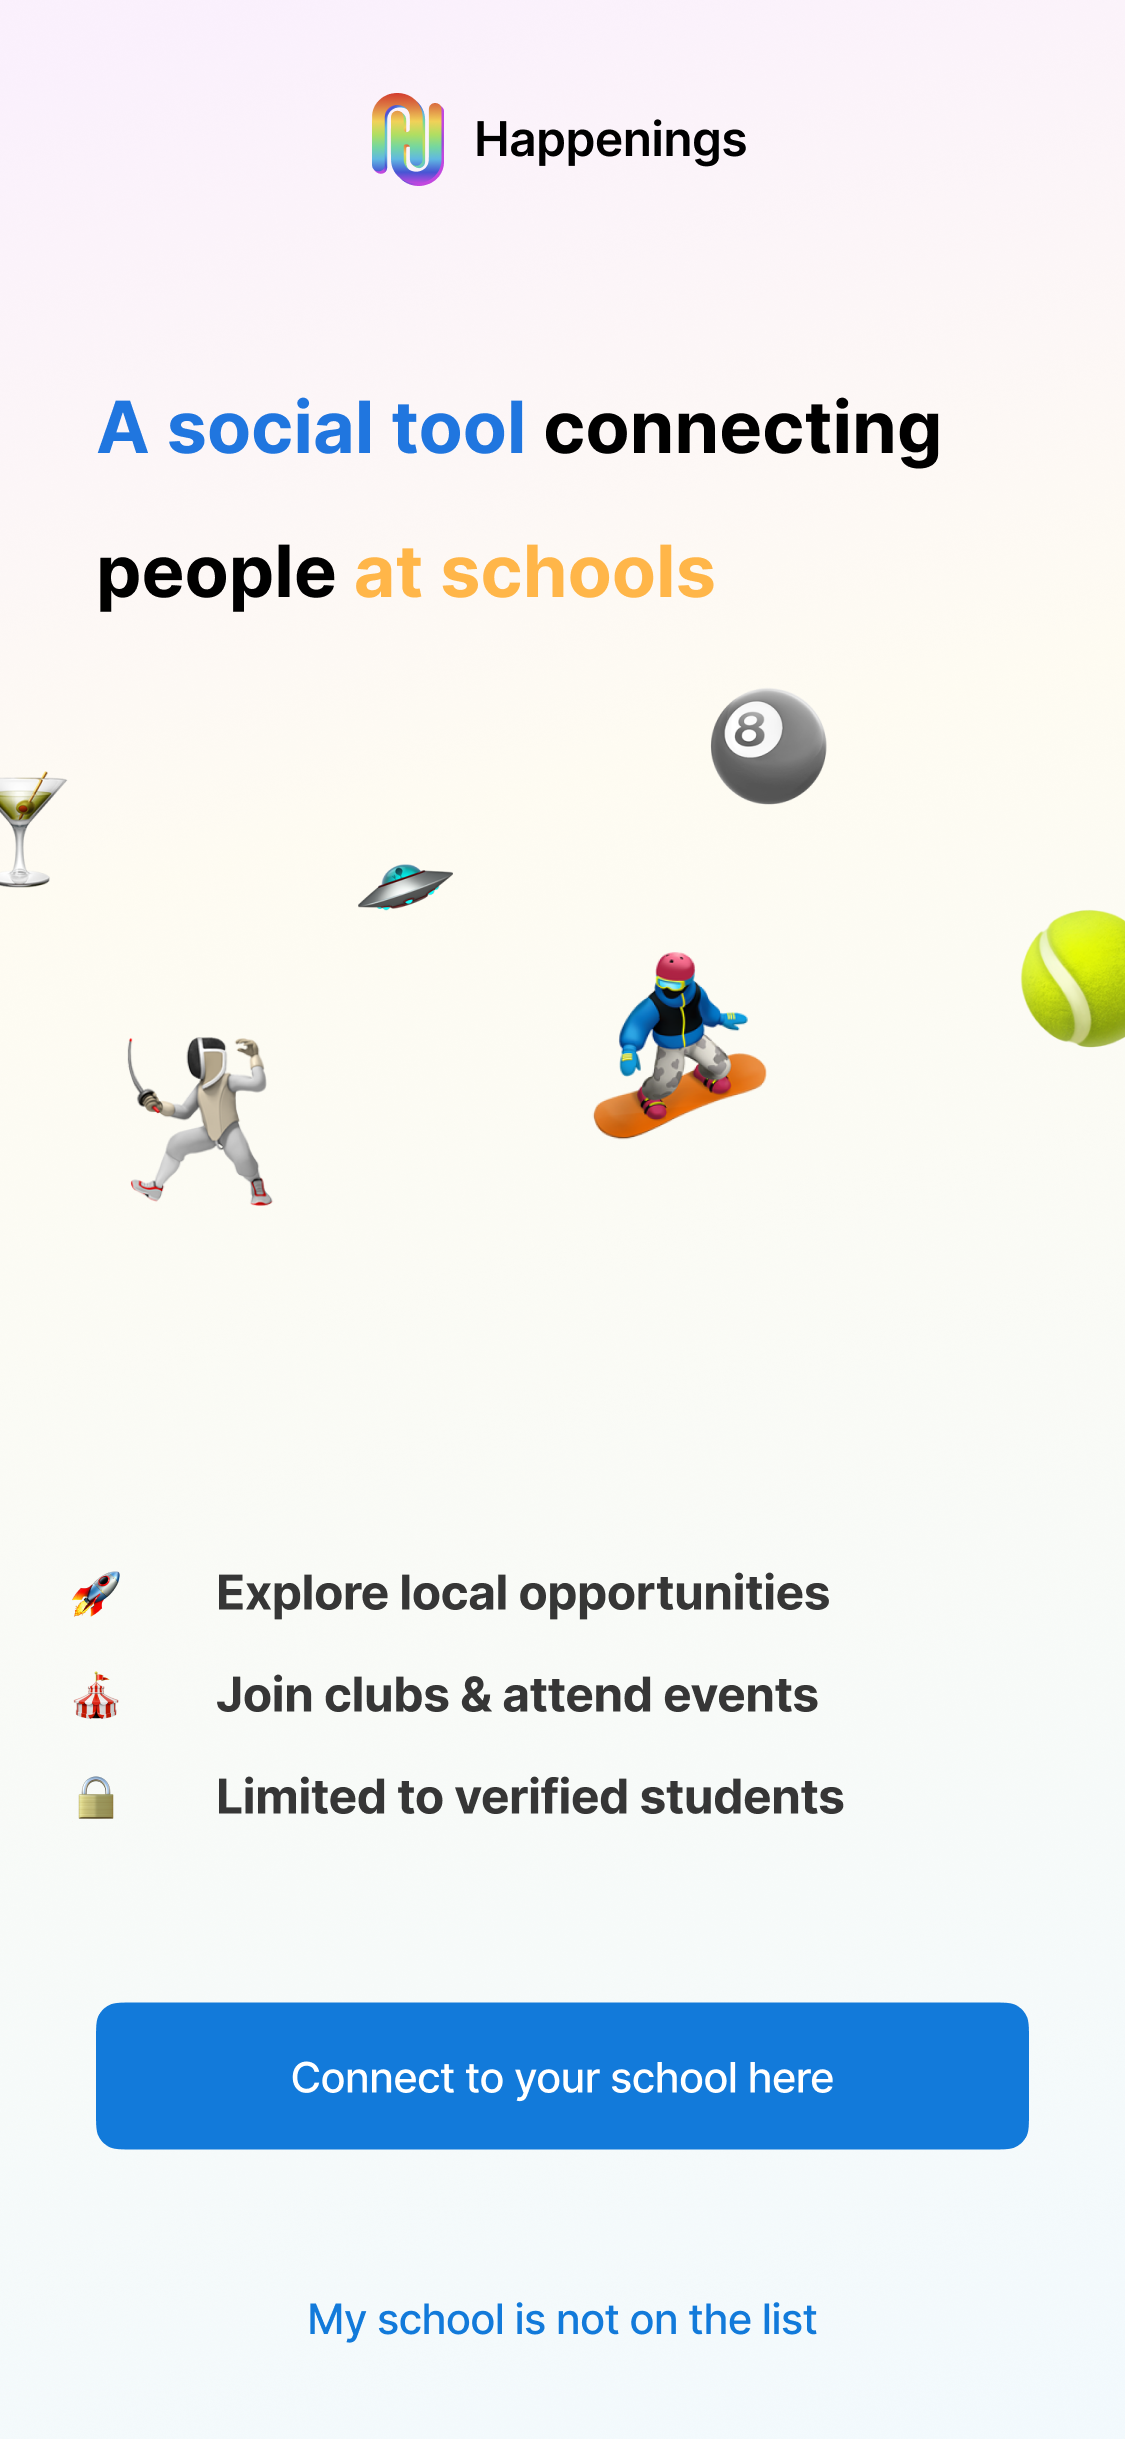 Happenings
A social tool connecting
people at schools
8
Explore local opportunities
Join clubs & attend events
Limited to verified students
Connect to your school here
My school is not on the list